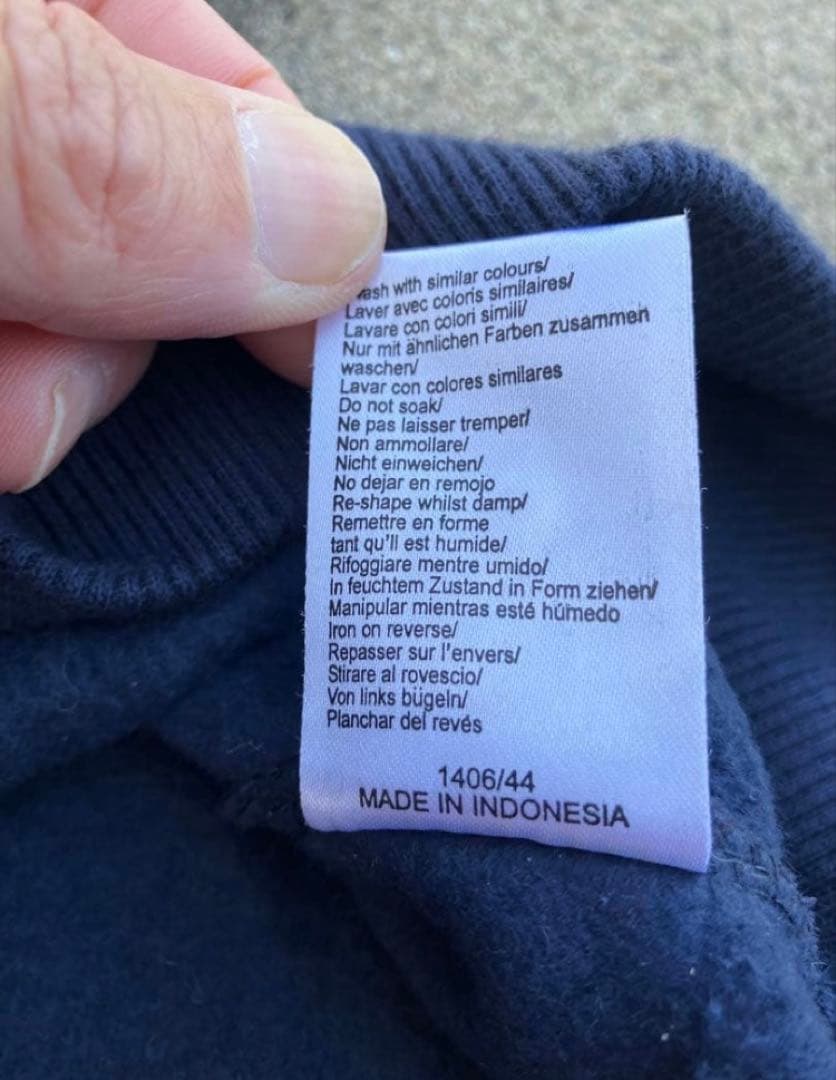 ash with similar colours/
Laver avec coloris similaires/
Lavare con colori simili/
Nur mit ähnlichen Farben zusammen
waschen/
Lavar con colores similares
Do not soak/
Ne pas laisser tremper/
Non ammollare/
Nicht einweichen/
No dejar en remojo
Re-shape whilst damp/
Remettre en forme
tant qu'il est humide/
Rifoggiare mentre umido/
In feuchtem Zustand in Form ziehen/
Manipular mientras esté húmedo
Iron on reverse/
Repasser sur l'envers/
Stirare al rovescio/
Von links bügeln/
Planchar del revés
1406/44
MADE IN INDONESIA